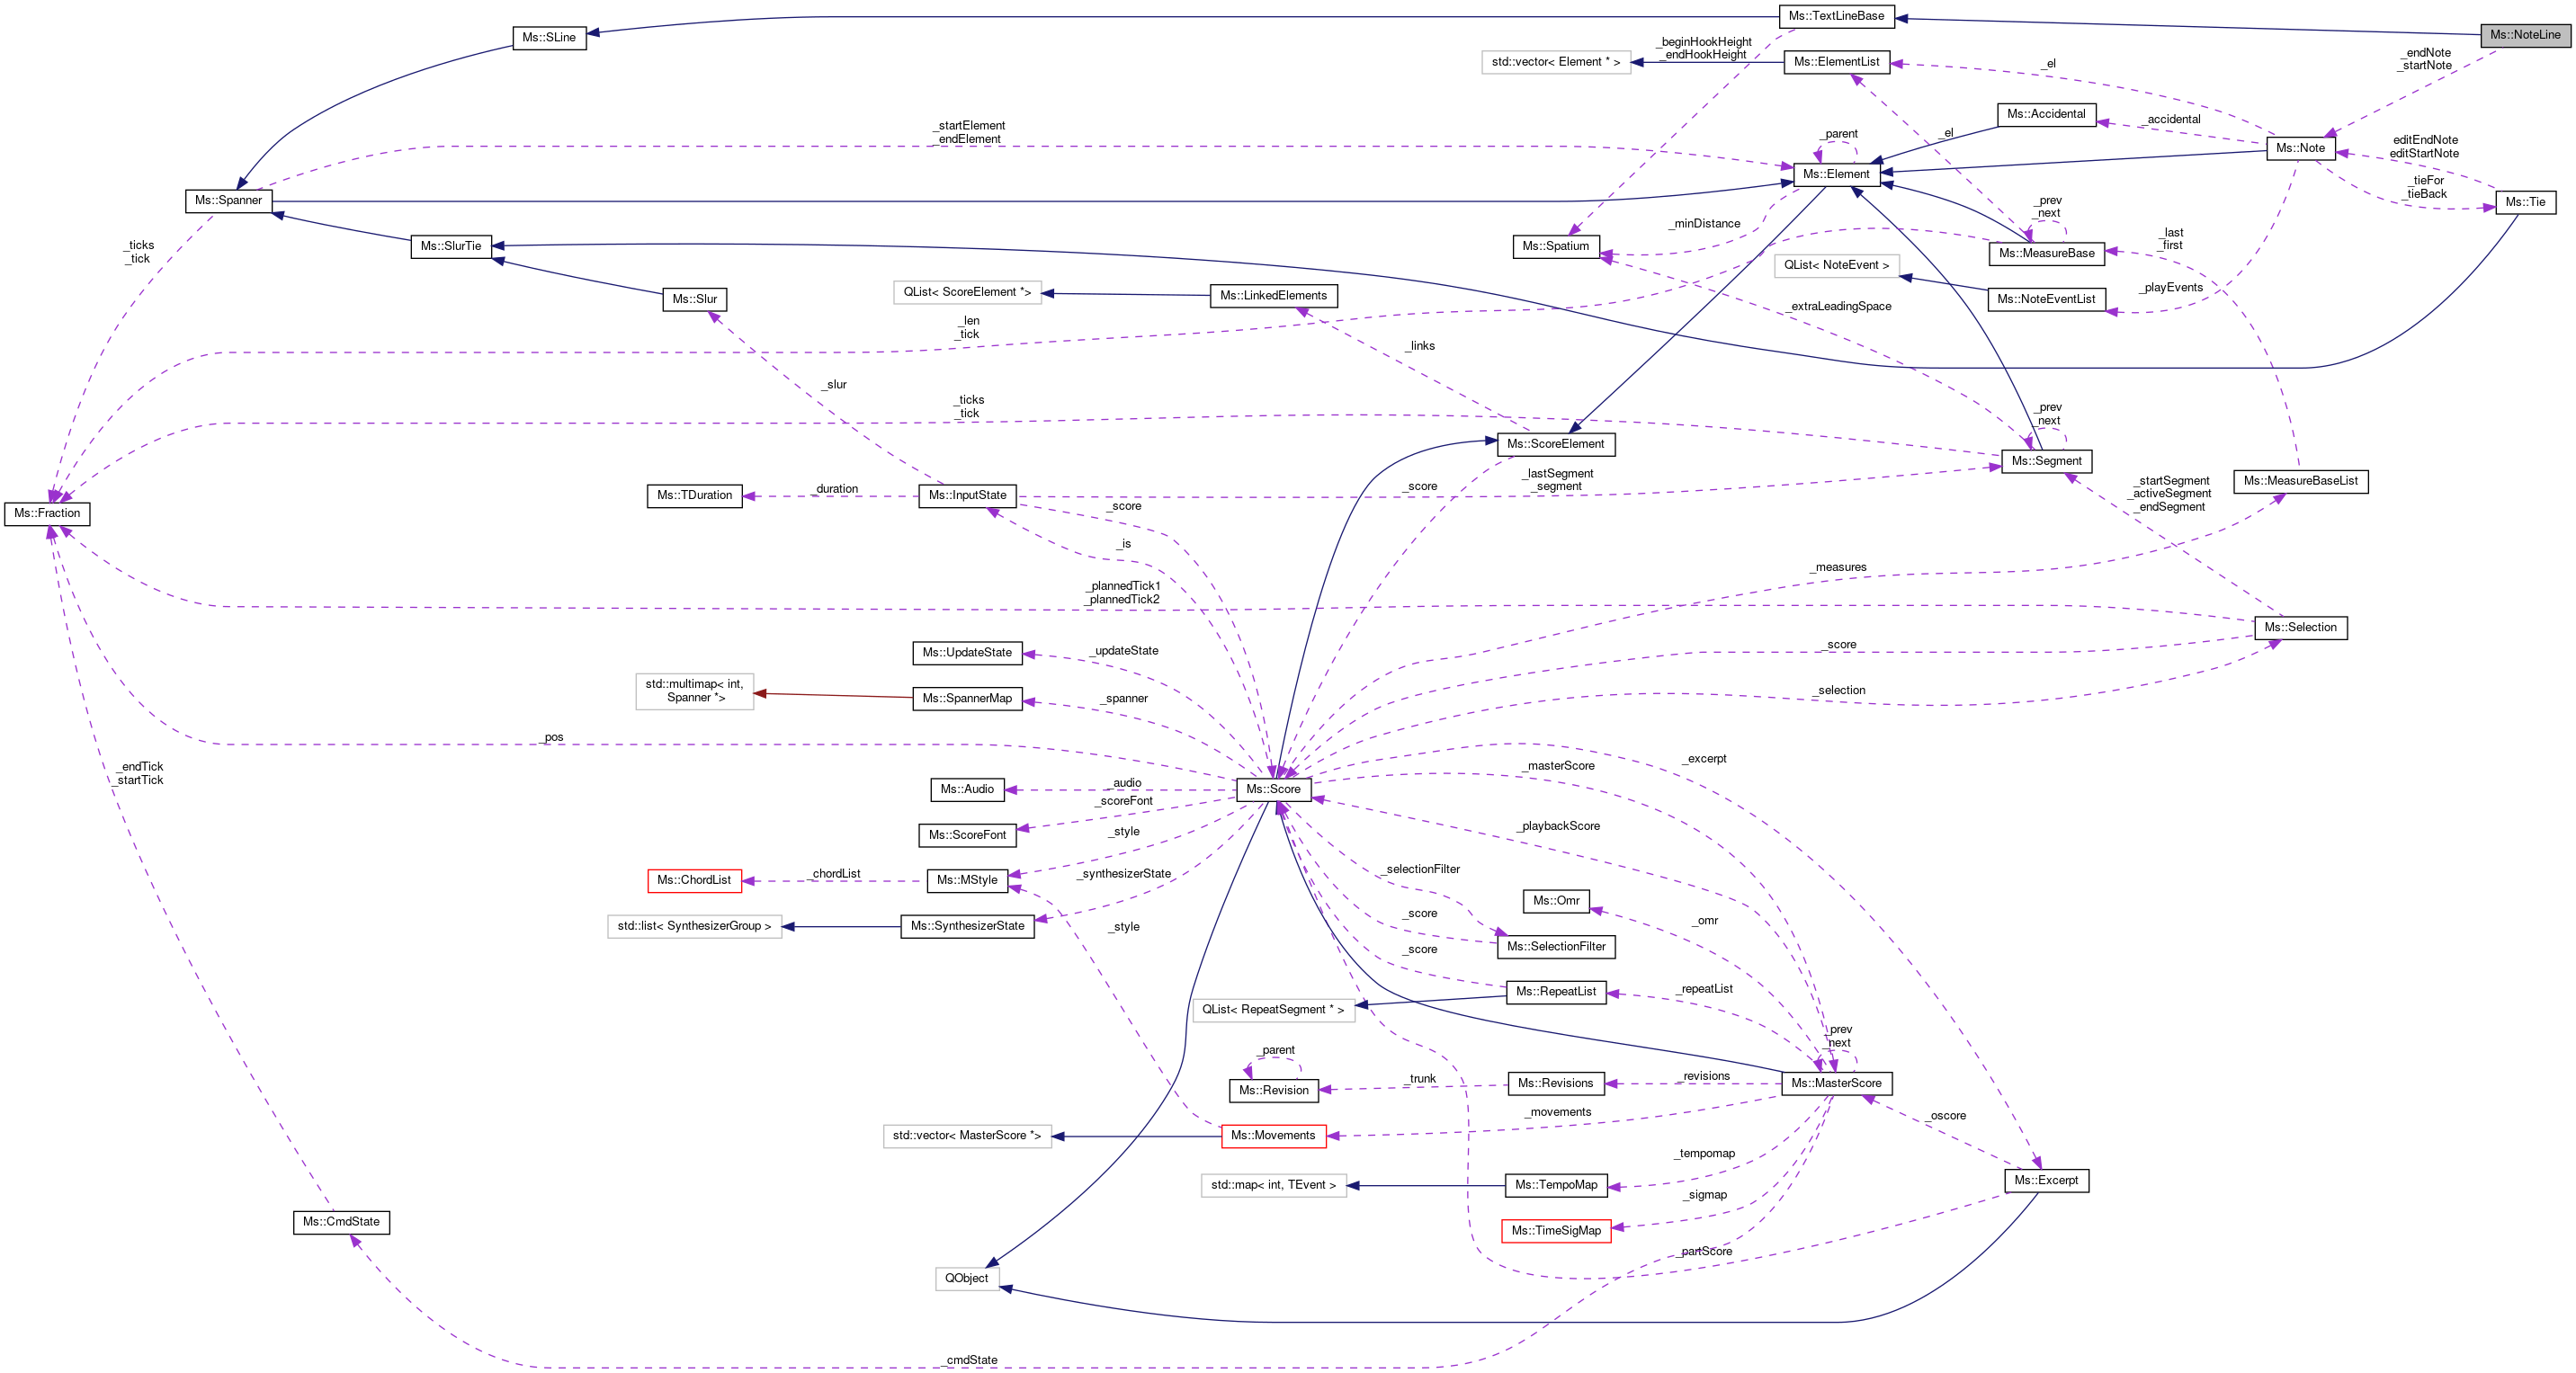 Ms::TextLineBase
Ms::NoteLine
Ms::SLine
_beginHookHeight
_endHookHeight
std::vector< Element * >
Ms::ElementList
_el
_endNote
_startNote
Ms::Accidental
_accidental
_startElement
_endElement
_parent
_el
Ms::Note
editEndNote
editStartNote
Ms::Element
_tieFor
_tieBack
Ms::Spanner
Ms::Tie
_prev
_next
_ticks
_tick
Ms::SlurTie
Ms::Spatium
_minDistance
Ms::MeasureBase
_last
_first
QList< NoteEvent >
Ms::Slur
QList< ScoreElement *>
Ms::LinkedElements
Ms::NoteEventList
_playEvents
_extraLeadingSpace
_len
_tick
_links
_slur
_ticks
_tick
_prev
_next
Ms::ScoreElement
Ms::Segment
_lastSegment
_segment
_score
_startSegment
_activeSegment
_endSegment
Ms::MeasureBaseList
Ms::TDuration
_duration
Ms::InputState
_score
Ms::Fraction
_is
_measures
_plannedTick1
_plannedTick2
Ms::Selection
Ms::UpdateState
_updateState
_score
std::multimap< int,
Spanner *>
Ms::SpannerMap
_spanner
_selection
_pos
_endTick
_startTick
_masterScore
_excerpt
Ms::Audio
_audio
Ms::Score
_scoreFont
Ms::ScoreFont
_style
_playbackScore
Ms::ChordList
_chordList
Ms::MStyle
_synthesizerState
_selectionFilter
Ms::Omr
std::list< SynthesizerGroup >
Ms::SynthesizerState
_style
_score
_omr
Ms::SelectionFilter
_score
_repeatList
Ms::RepeatList
QList< RepeatSegment * >
_prev
_next
_parent
Ms::Revision
_trunk
Ms::Revisions
_revisions
Ms::MasterScore
_movements
_oscore
std::vector< MasterScore *>
Ms::Movements
_tempomap
std::map< int, TEvent >
Ms::TempoMap
Ms::Excerpt
_sigmap
Ms::CmdState
Ms::TimeSigMap
_partScore
QObject
_cmdState